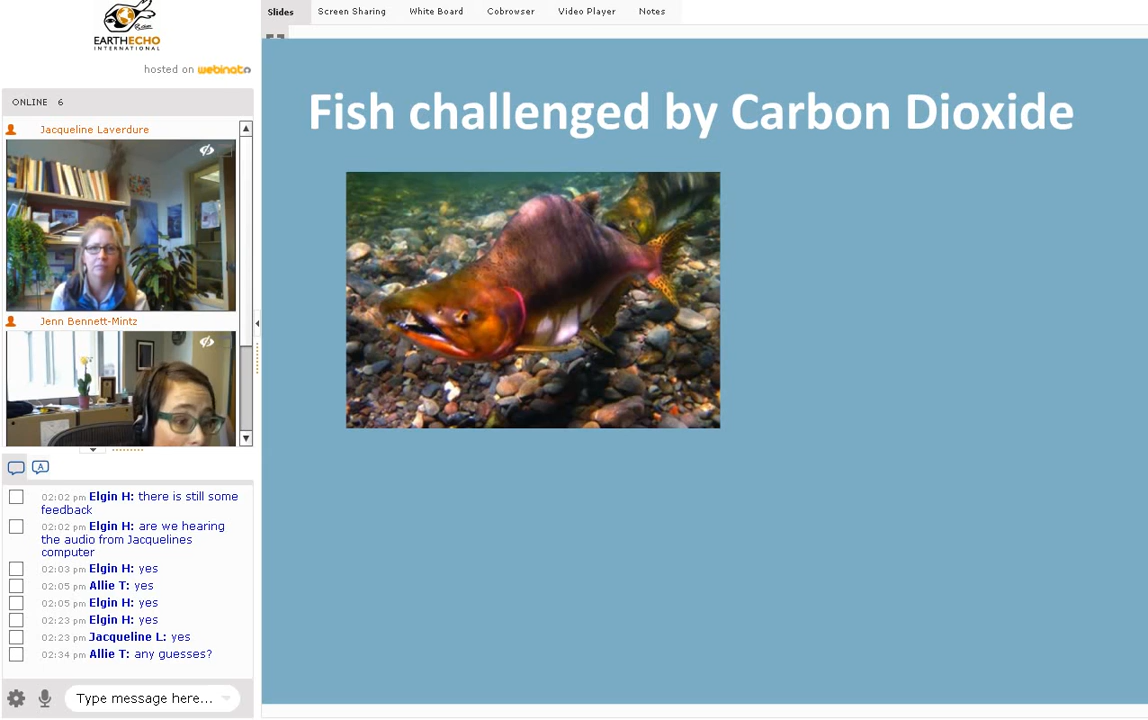 EARTHECHO
INTERNATIONAL
hosted on webinato
ONLINE 6
Jacqueline Laverdure
Jenn Bennett-Mintz
A
02:02 pm Elgin H: there is still some
feedback
02:02 pm Elgin H: are we hearing
the audio from Jacquelines
computer
02:03 pm Elgin H: yes
02:05 pm Allie T: yes
02:05 pm Elgin H: yes
02:23 pm Elgin H: yes
02:23 pm Jacqueline L: yes
02:34 pm Allie T: any guesses?
Type message here...
Slides Screen Sharing White Board Cobrowser Video Player Notes
Fish challenged by Carbon Dioxide